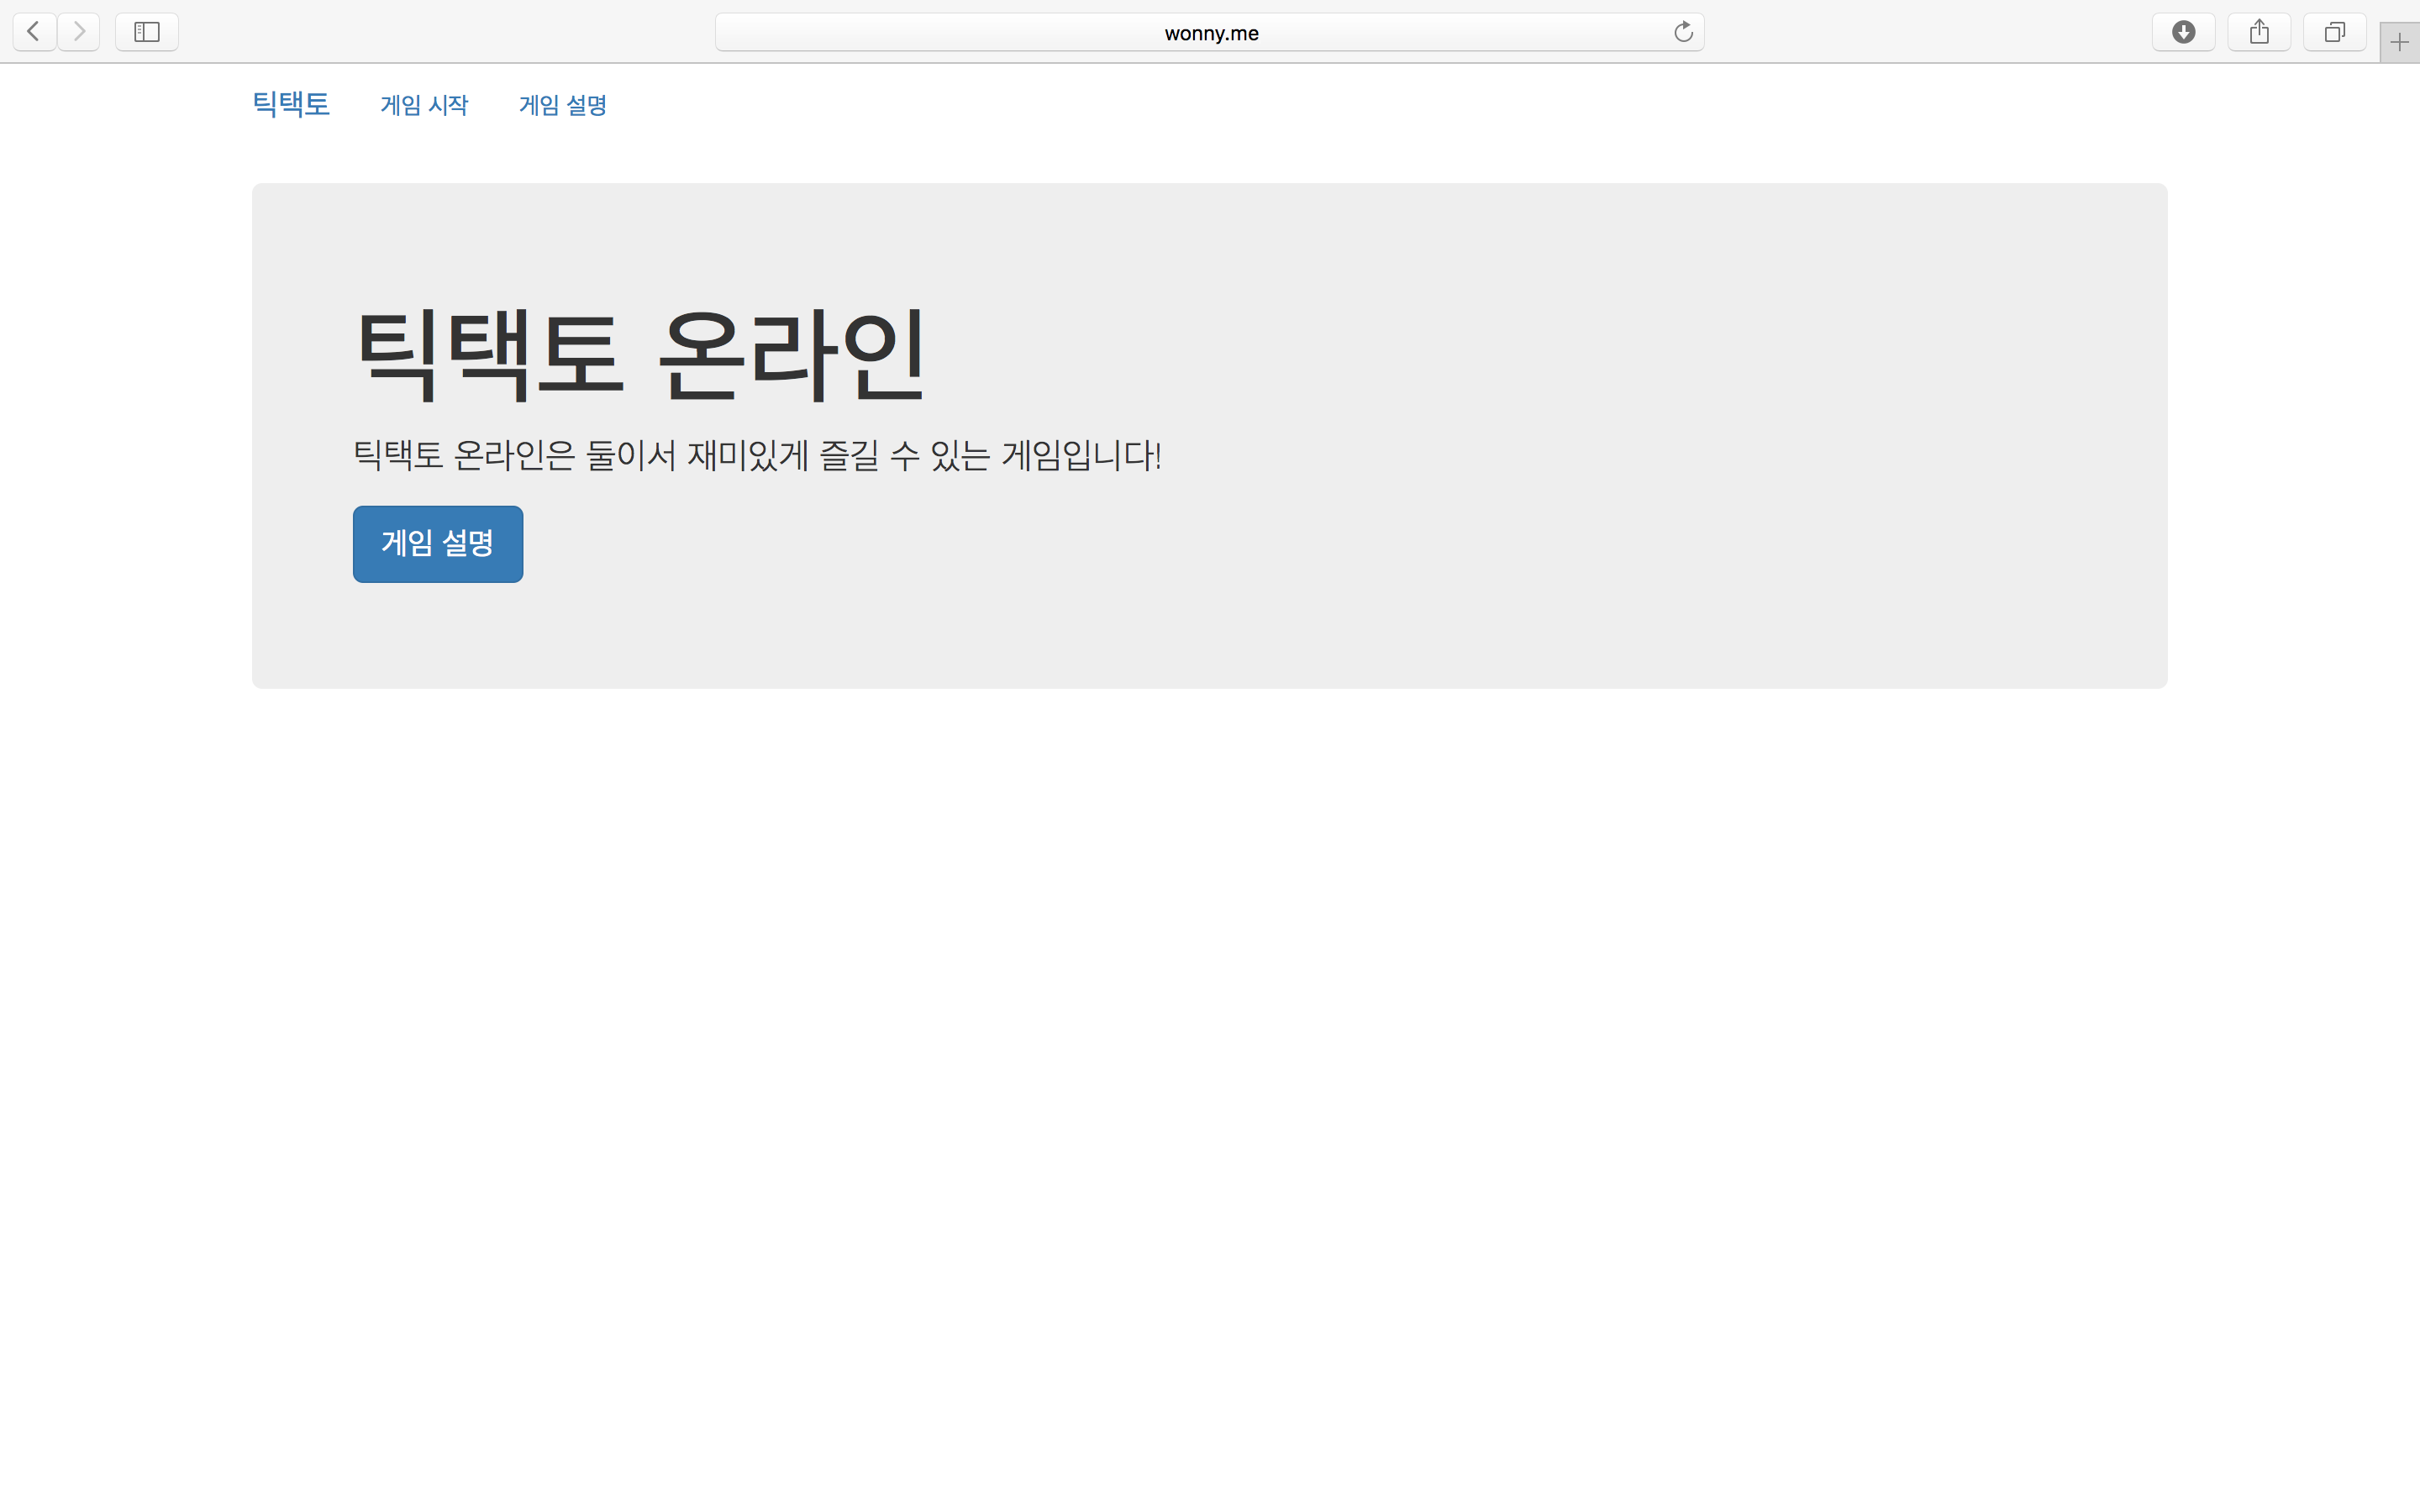 wonny.me
틱택토 게임 시작 게임 설명
틱택토 온라인
틱택토 온라인은 둘이서 재미있게 즐길 수 있는 게임입니다!
게임 설명